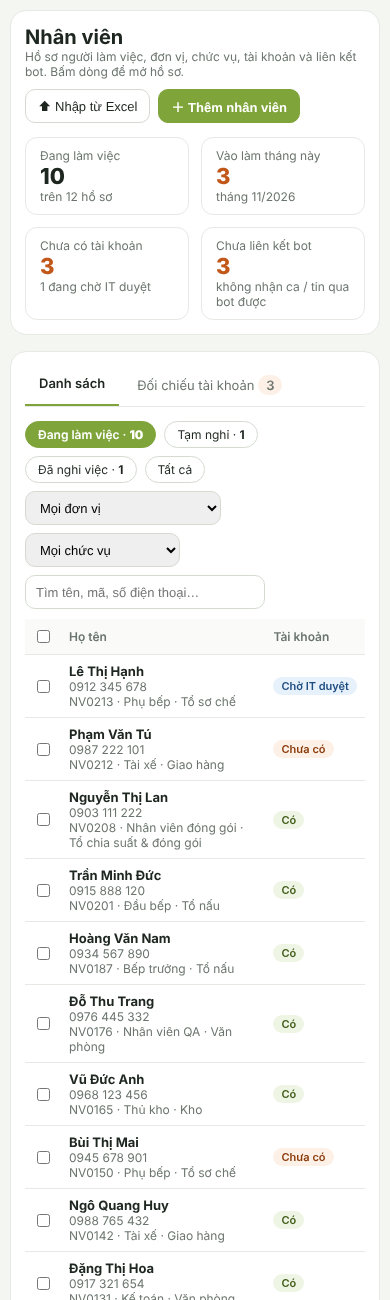 Nhân viên
Hồ sơ người làm việc, đơn vị, chức vụ, tài khoản và liên kết
bot. Bấm dòng để mở hồ sơ.
⬆ Nhập từ Excel
+ Thêm nhân viên
Đang làm việc
10
trên 12 hồ sơ
Vào làm tháng này
3
tháng 11/2026
Chưa có tài khoản
3
1 đang chờ IT duyệt
Chưa liên kết bot
3
không nhận ca / tin qua
bot được
Danh sách
Đối chiếu tài khoản 3
Đang làm việc · 10
Tạm nghỉ · 1
Đã nghỉ việc · 1
Tất cả
Mọi đơn vị
Mọi chức vụ
Tìm tên, mã, số điện thoại...
Họ tên
Tài khoản
Lê Thị Hạnh
0912 345 678
NV0213 · Phụ bếp · Tổ sơ chế
Chờ IT duyệt
Phạm Văn Tú
0987 222 101
NV0212 · Tài xế · Giao hàng
Chưa có
Nguyễn Thị Lan
0903 111 222
NV0208 · Nhân viên đóng gói ·
Tổ chia suất & đóng gói
Có
Trần Minh Đức
0915 888 120
NV0201 · Đầu bếp · Tổ nấu
Có
Hoàng Văn Nam
0934 567 890
NV0187 · Bếp trưởng · Tổ nấu
Có
Đỗ Thu Trang
0976 445 332
NV0176 · Nhân viên QA · Văn
phòng
Có
Vũ Đức Anh
0968 123 456
NV0165 · Thủ kho · Kho
Có
Bùi Thị Mai
0945 678 901
NV0150 · Phụ bếp · Tổ sơ chế
Chưa có
Ngô Quang Huy
0988 765 432
NV0142 · Tài xế · Giao hàng
Có
Đặng Thị Hoa
0917 321 654
NV0131 · Kế toán · Văn phòng
Có